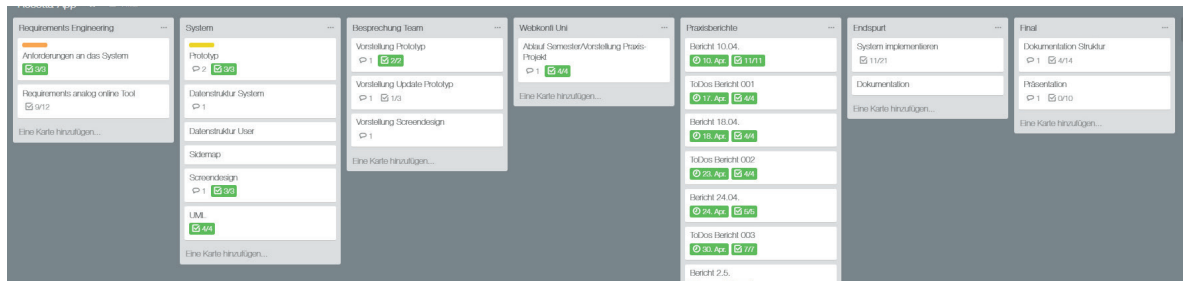 Requirements Engineering
Anforderungen an das System
3/3
Requirements analog online Tool
9/12
Eine Karte hinzufügen...
System
Prototyp
2 3/3
Datenstruktur System
1
Datenstruktur User
Sidemap
Screendesign
1 3/3
UML
4/4
Eine Karte hinzufügen...
Besprechung Team
Vorstellung Prototyp
1 2/2
Vorstellung Update Prototyp
1 1/3
Vorstellung Screendesign
1
Eine Karte hinzufügen...
Webkonti Uni
Ablauf Semester/Vorstellung Praxis-
Projekt
1 4/4
Eine Karte hinzufügen...
Praxisberichte
Bericht 10.04.
10. Apr. 11/11
ToDos Bericht 001
17. Apr. 4/4
Bericht 18.04.
18. Apr. 4/4
ToDos Bericht 002
23. Apr. 4/4
Bericht 24.04.
24. Apr. 5/5
ToDos Bericht 003
30. Apr. 7/7
Bericht 2.5.
Endspurt
System implementieren
11/21
Dokumentation
Eine Karte hinzufügen...
Final
Dokumentation Struktur
1 4/14
Präsentation
1 0/10
Eine Karte hinzufügen...